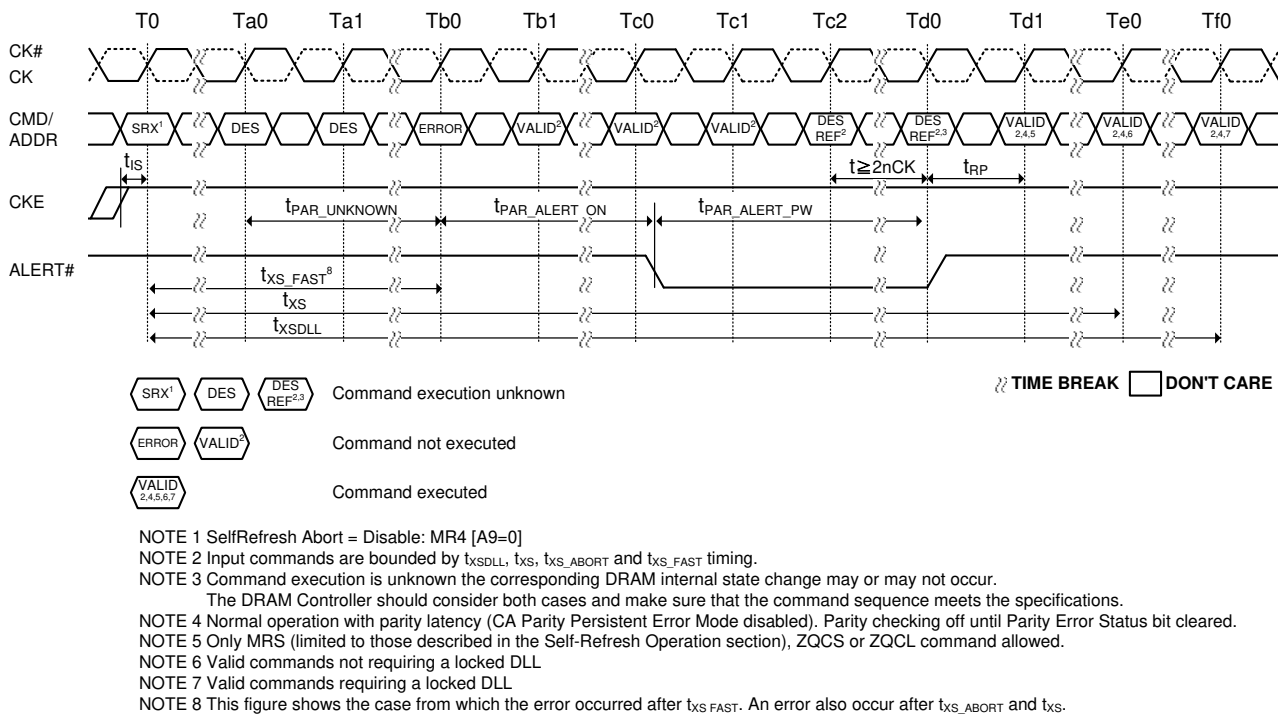 T0 Ta0 Ta1 Tb0 Tb1 Tc0 Tc1 Tc2 Td0 Td1 Te0 Tf0
CK#
CK
CMD/
ADDR
SRX¹ DES DES ERROR VALID² VALID² VALID² DES REF² DES REF²,³ VALID 2,4,5 VALID 2,4,6 VALID 2,4,7
tIS t≧2nCK tRP
CKE
tPAR_UNKNOWN tPAR_ALERT_ON tPAR_ALERT_PW
ALERT#
tXS_FAST⁸
tXS
tXSDLL
SRX¹ DES DES REF²,³ Command execution unknown
TIME BREAK DON'T CARE
ERROR VALID² Command not executed
VALID 2,4,5,6,7 Command executed
NOTE 1 SelfRefresh Abort = Disable: MR4 [A9=0]
NOTE 2 Input commands are bounded by tXSDLL, tXS, tXS_ABORT and tXS_FAST timing.
NOTE 3 Command execution is unknown the corresponding DRAM internal state change may or may not occur.
The DRAM Controller should consider both cases and make sure that the command sequence meets the specifications.
NOTE 4 Normal operation with parity latency (CA Parity Persistent Error Mode disabled). Parity checking off until Parity Error Status bit cleared.
NOTE 5 Only MRS (limited to those described in the Self-Refresh Operation section), ZQCS or ZQCL command allowed.
NOTE 6 Valid commands not requiring a locked DLL
NOTE 7 Valid commands requiring a locked DLL
NOTE 8 This figure shows the case from which the error occurred after tXS FAST. An error also occur after tXS_ABORT and tXS.